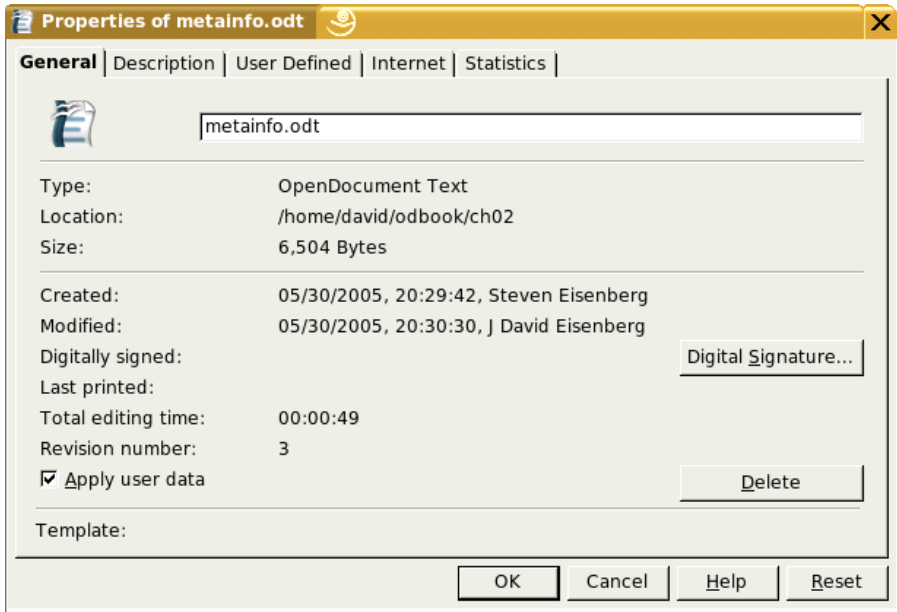 Properties of metainfo.odt
General Description User Defined Internet Statistics
metainfo.odt
Type: OpenDocument Text
Location: /home/david/odbook/ch02
Size: 6,504 Bytes
Created: 05/30/2005, 20:29:42, Steven Eisenberg
Modified: 05/30/2005, 20:30:30, J David Eisenberg
Digitally signed: Digital Signature...
Last printed:
Total editing time: 00:00:49
Revision number: 3
Apply user data Delete
Template:
OK Cancel Help Reset